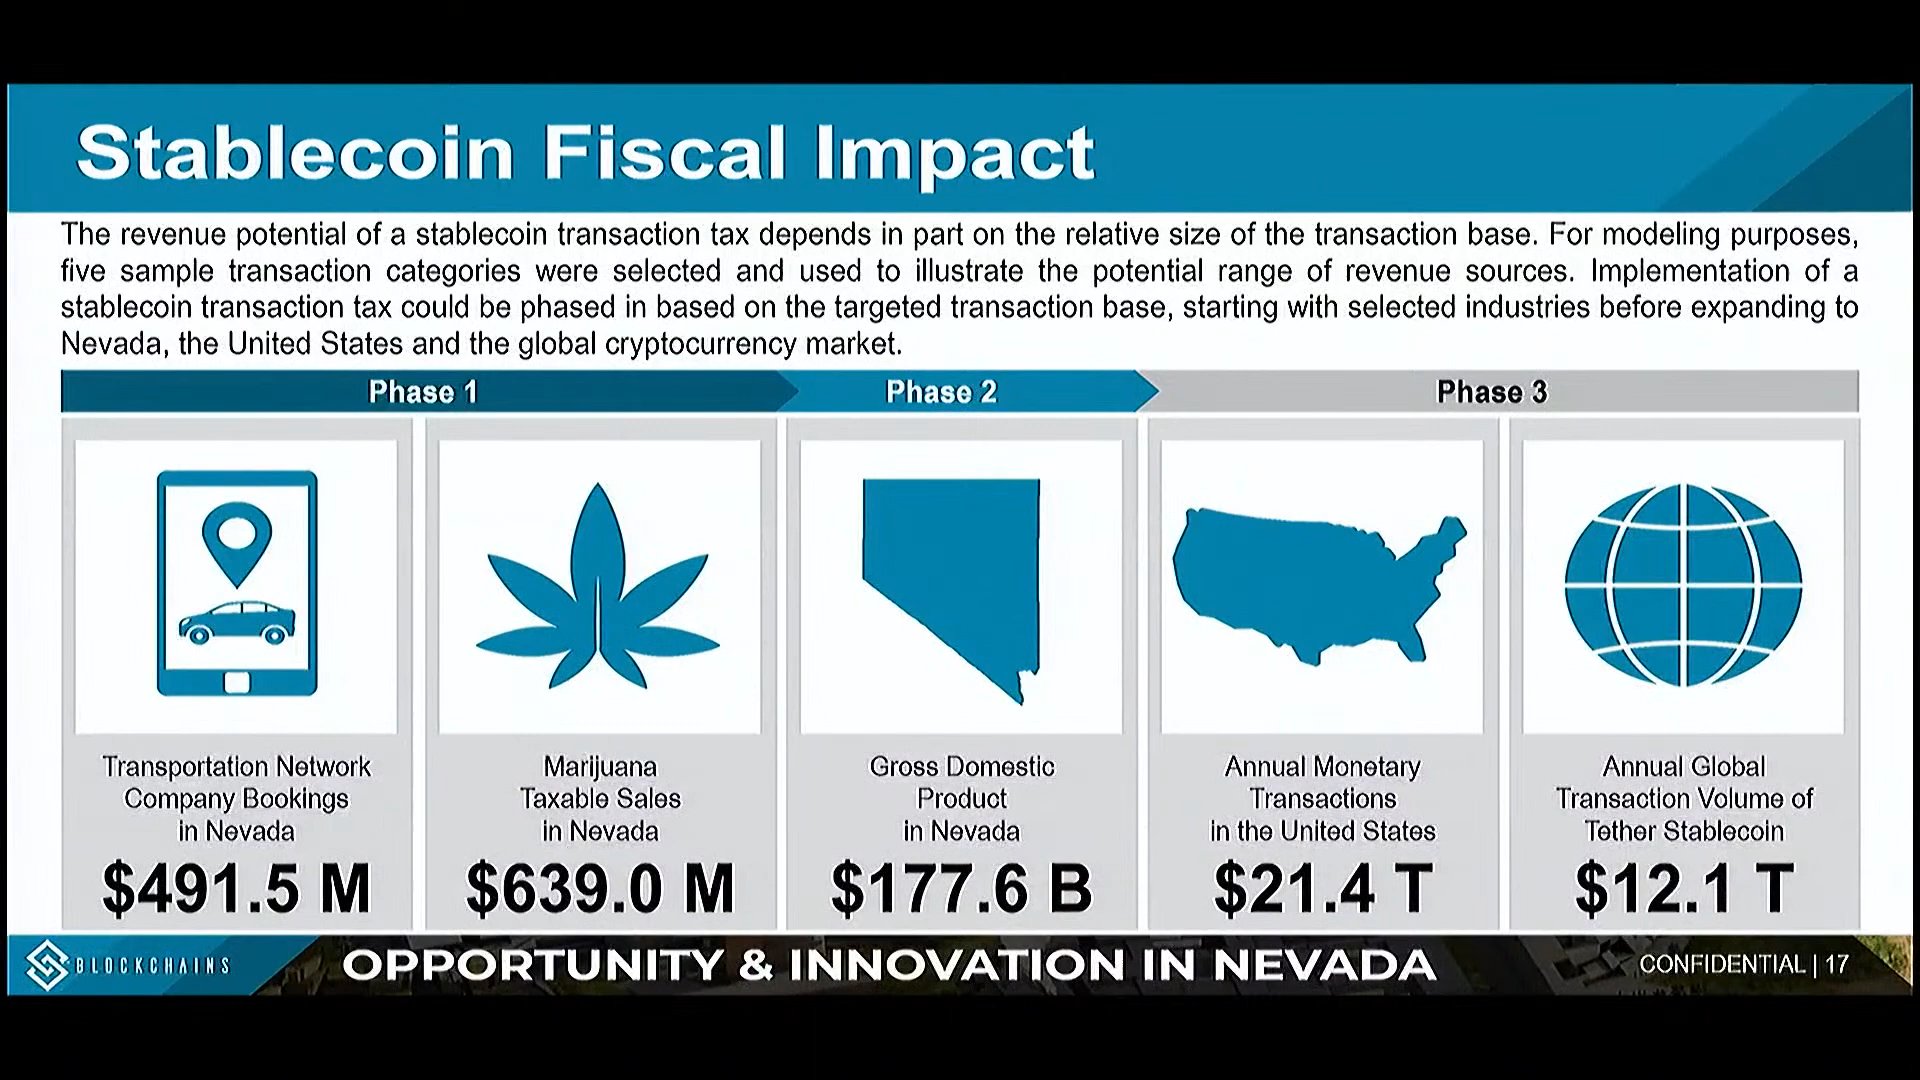 Stablecoin Fiscal Impact
The revenue potential of a stablecoin transaction tax depends in part on the relative size of the transaction base. For modeling purposes,
five sample transaction categories were selected and used to illustrate the potential range of revenue sources. Implementation of a
stablecoin transaction tax could be phased in based on the targeted transaction base, starting with selected industries before expanding to
Nevada, the United States and the global cryptocurrency market.
Phase 1
Phase 2
Phase 3
Transportation Network
Company Bookings
in Nevada
$491.5 M
Marijuana
Taxable Sales
in Nevada
$639.0 M
Gross Domestic
Product
in Nevada
$177.6 B
Annual Monetary
Transactions
in the United States
$21.4 T
Annual Global
Transaction Volume of
Tether Stablecoin
$12.1 T
BLOCKCHAINS
OPPORTUNITY & INNOVATION IN NEVADA
CONFIDENTIAL | 17